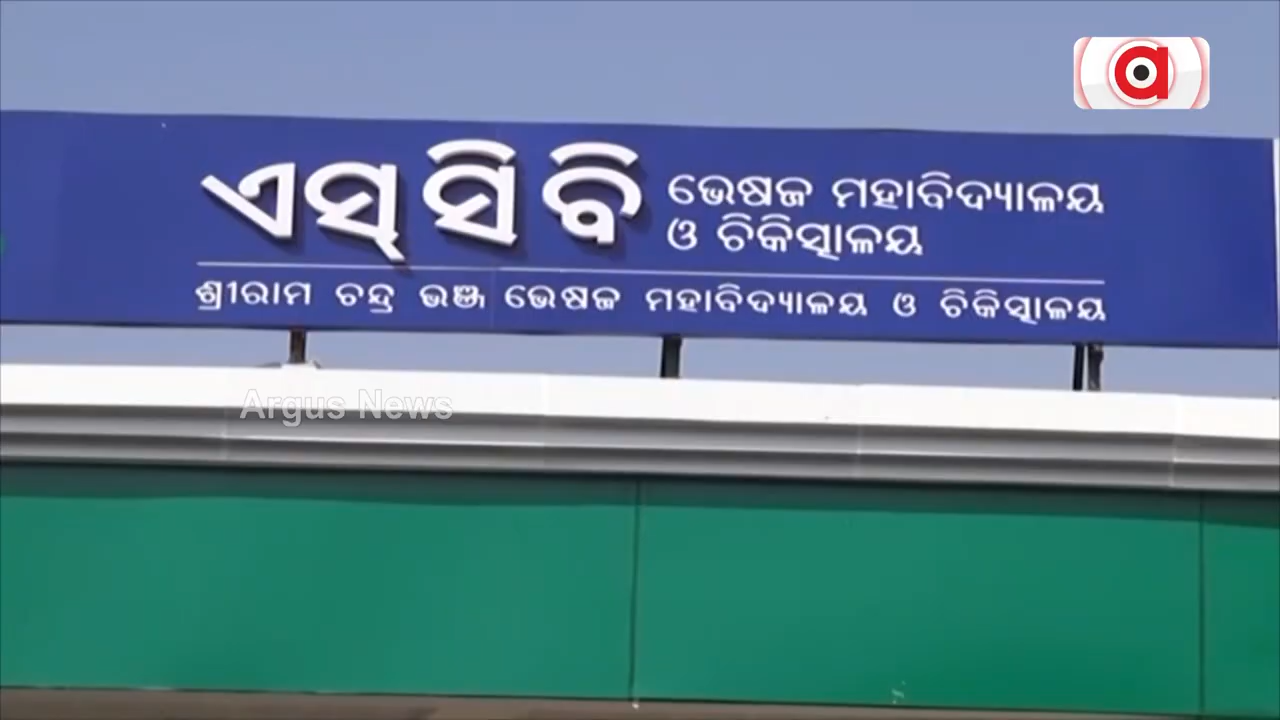 ଏସ୍ ସି ବି
ଭେଷଜ ମହାବିଦ୍ୟାଳୟ
ଓ ଚିକିତ୍ସାଳୟ
ଶ୍ରୀରାମ ଚନ୍ଦ୍ର ଭଞ୍ଜ ଭେଷଜ ମହାବିଦ୍ୟାଳୟ ଓ ଚିକିତ୍ସାଳୟ
Argus News